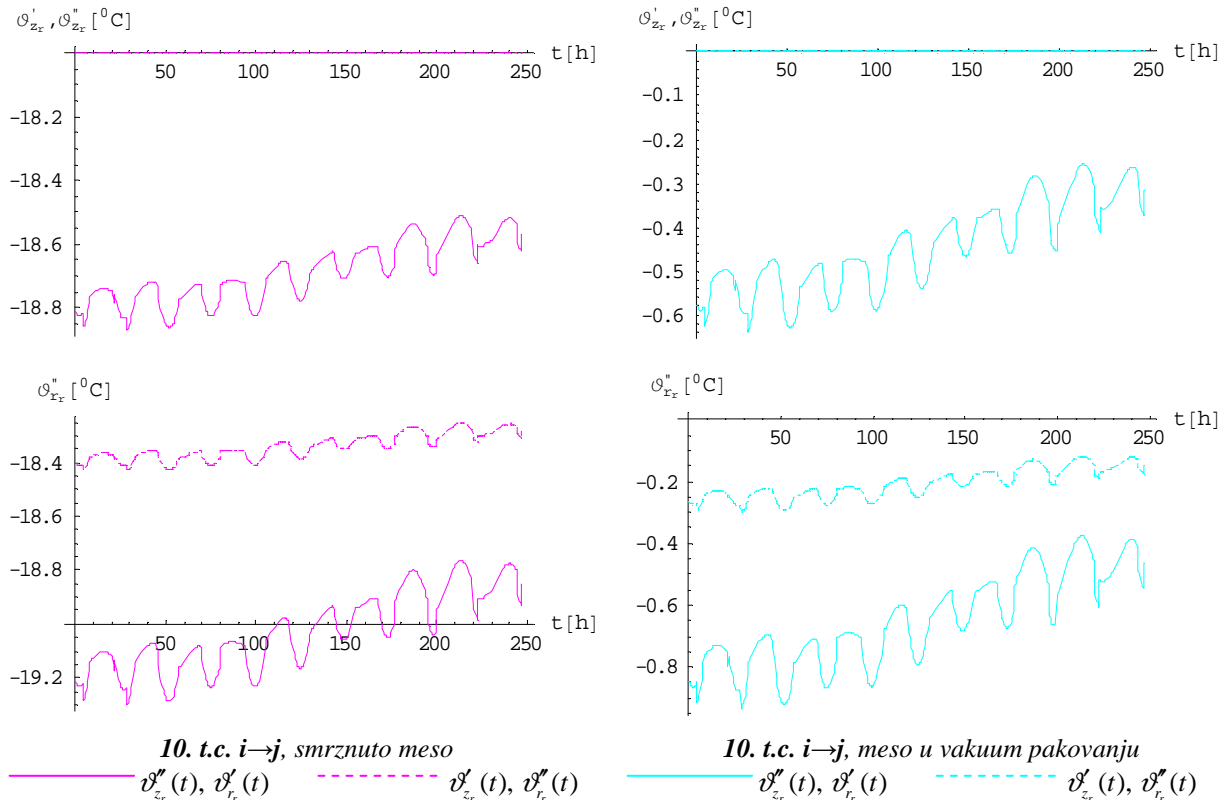 ϑ'zr, ϑ"zr [⁰C]
t[h]
50 100 150 200 250
-18.2
-18.4
-18.6
-18.8
ϑ'zr, ϑ"zr [⁰C]
t[h]
50 100 150 200 250
-0.1
-0.2
-0.3
-0.4
-0.5
-0.6
ϑ"rr [⁰C]
-18.4
-18.6
-18.8
t[h]
50 100 150 200 250
-19.2
ϑ"rr [⁰C]
t[h]
50 100 150 200 250
-0.2
-0.4
-0.6
-0.8
10. t.c. i→j, smrznuto meso
ϑ"zr(t), ϑ'rr(t) ϑ'zr(t), ϑ"rr(t)
10. t.c. i→j, meso u vakuum pakovanju
ϑ"zr(t), ϑ'rr(t) ϑ'zr(t), ϑ"rr(t)